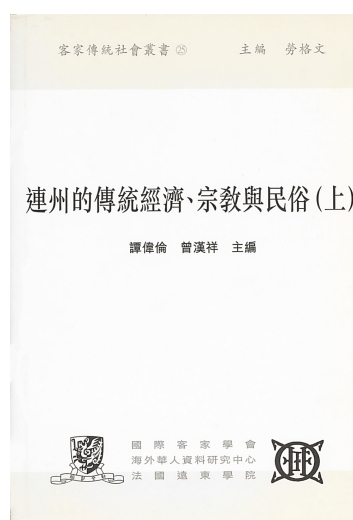 客家傳統社會叢書㉕ 主編 勞格文
連州的傳統經濟、宗教與民俗(上)
譚偉倫 曾漢祥 主編
國際客家學會
海外華人資料研究中心
法國遠東學院